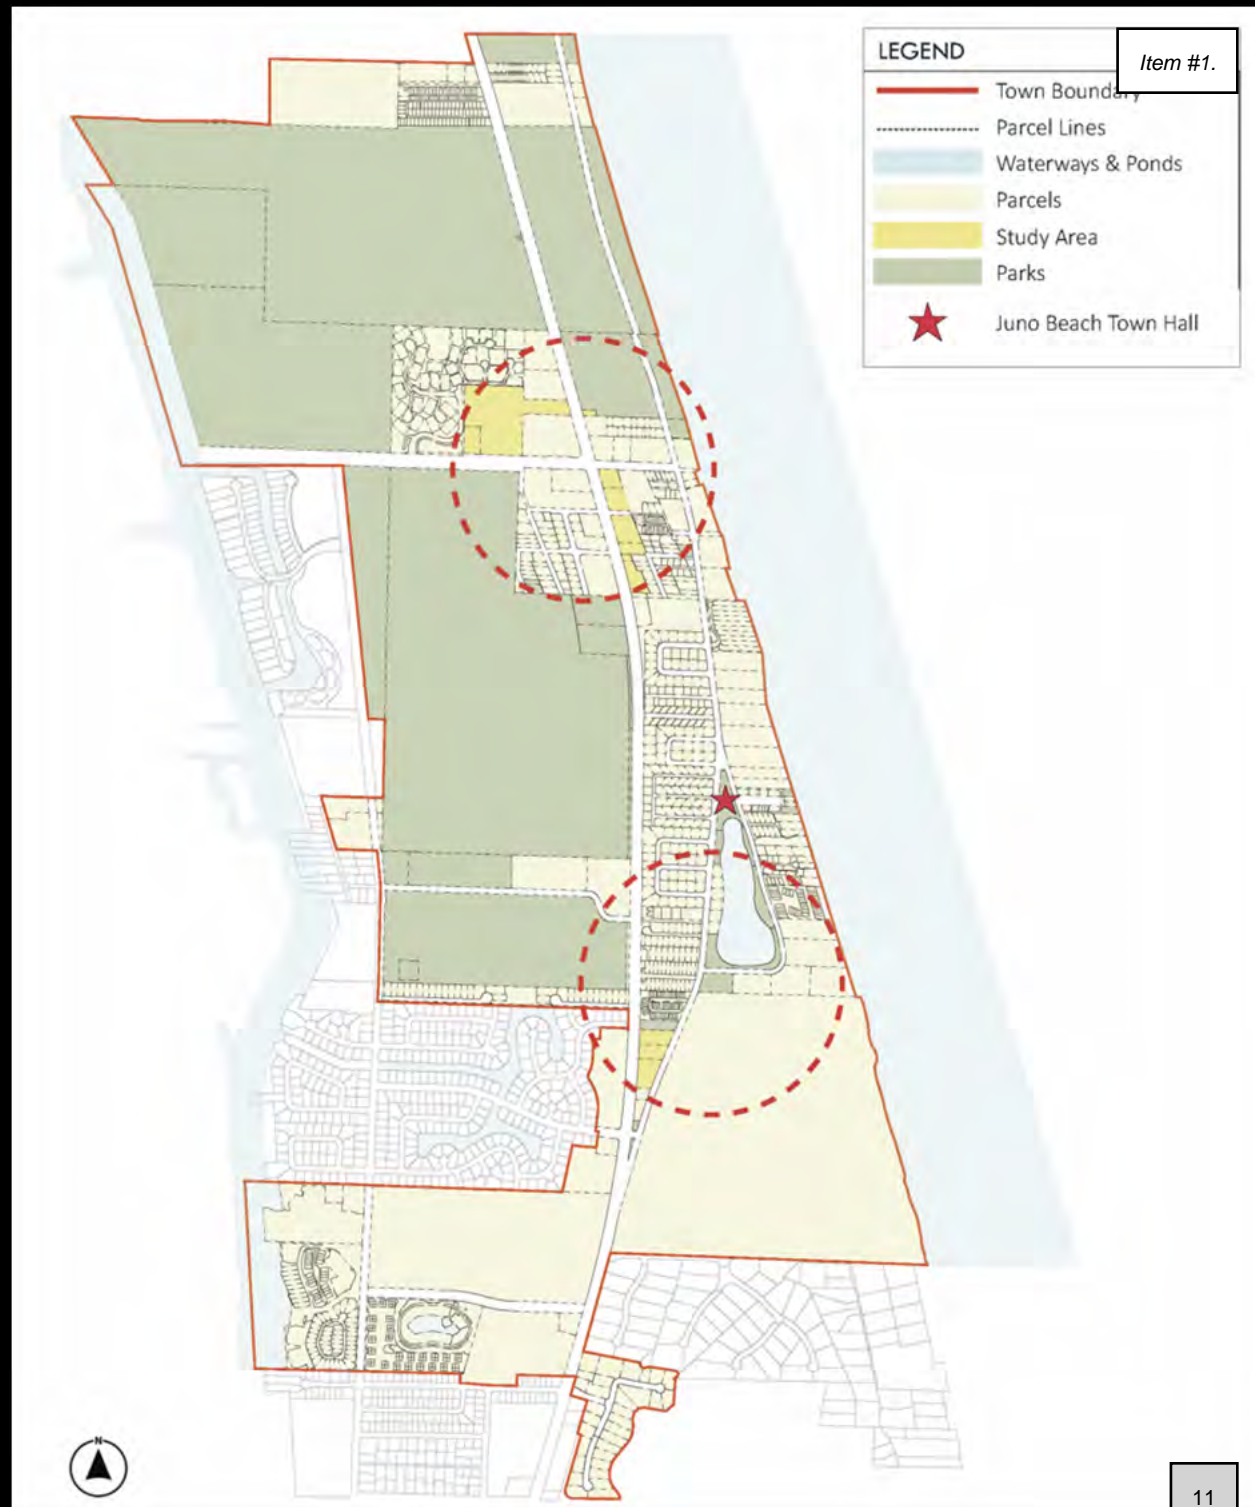 LEGEND
Item #1.
Town Boundary
Parcel Lines
Waterways & Ponds
Parcels
Study Area
Parks
Juno Beach Town Hall
N
11